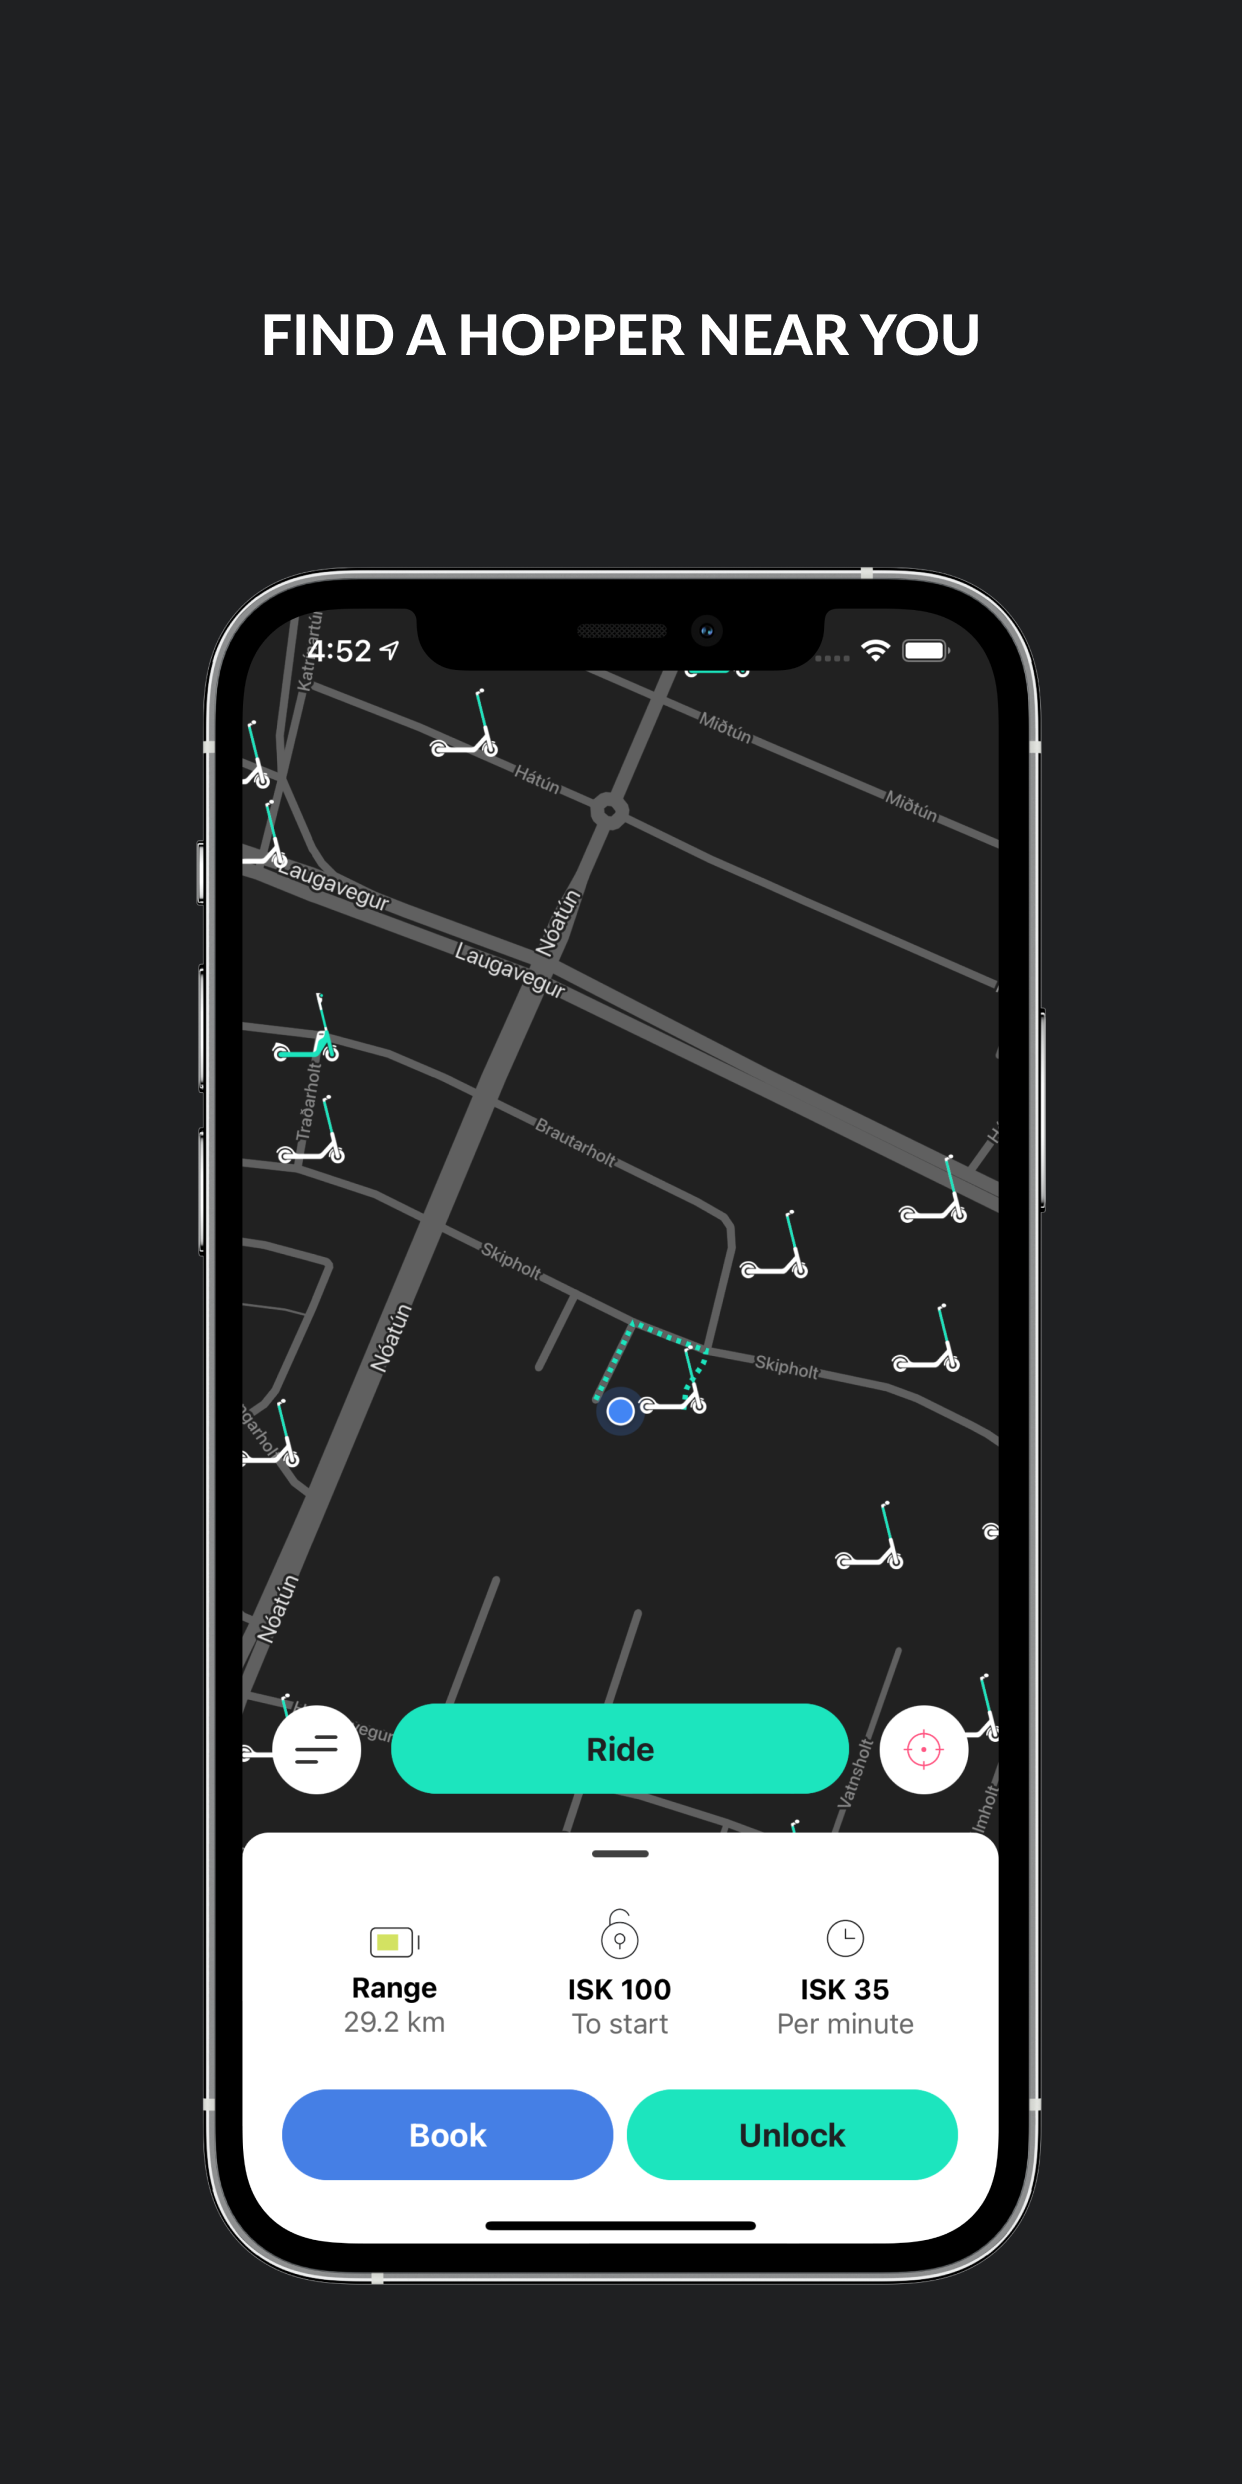 FIND A HOPPER NEAR YOU
4:52
Miðtún
Hátún
Miðtún
Laugavegur
Nóatún
Laugavegur
Traðarholt
Brautarholt
Skipholt
Nóatún
Skipholt
Nóatún
Ride
Vatnsholt
Range
29.2 km
ISK 100
To start
ISK 35
Per minute
Book
Unlock